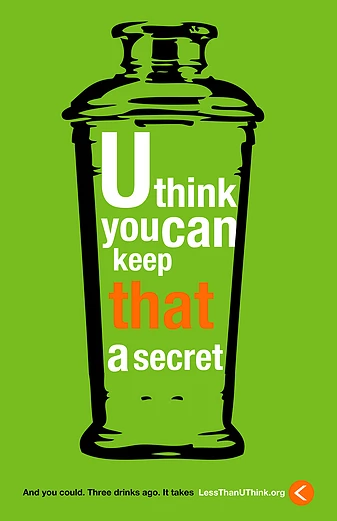 U think
you can
keep
that
a secret
And you could. Three drinks ago. It takes LessThanUThink.org